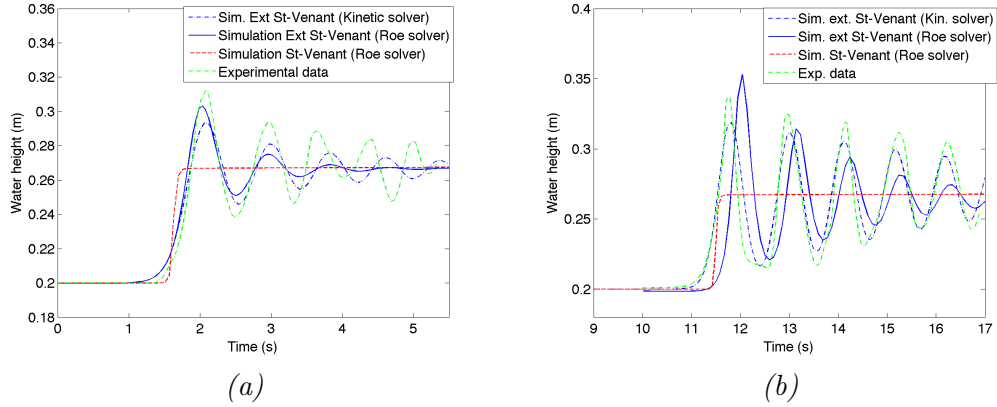 0.36
0.34
0.32
0.3
0.28
0.26
0.24
0.22
0.2
0.18
0
1
2
3
4
5
Time (s)
Water height (m)
Sim. Ext St-Venant (Kinetic solver)
Simulation Ext St-Venant (Roe solver)
Simulation St-Venant (Roe solver)
Experimental data
(a)
0.4
0.35
0.3
0.25
0.2
9
10
11
12
13
14
15
16
17
Time (s)
Water height (m)
Sim. ext. St-Venant (Kin. solver)
Sim. ext St-Venant (Roe solver)
Sim. St-Venant (Roe solver)
Exp. data
(b)